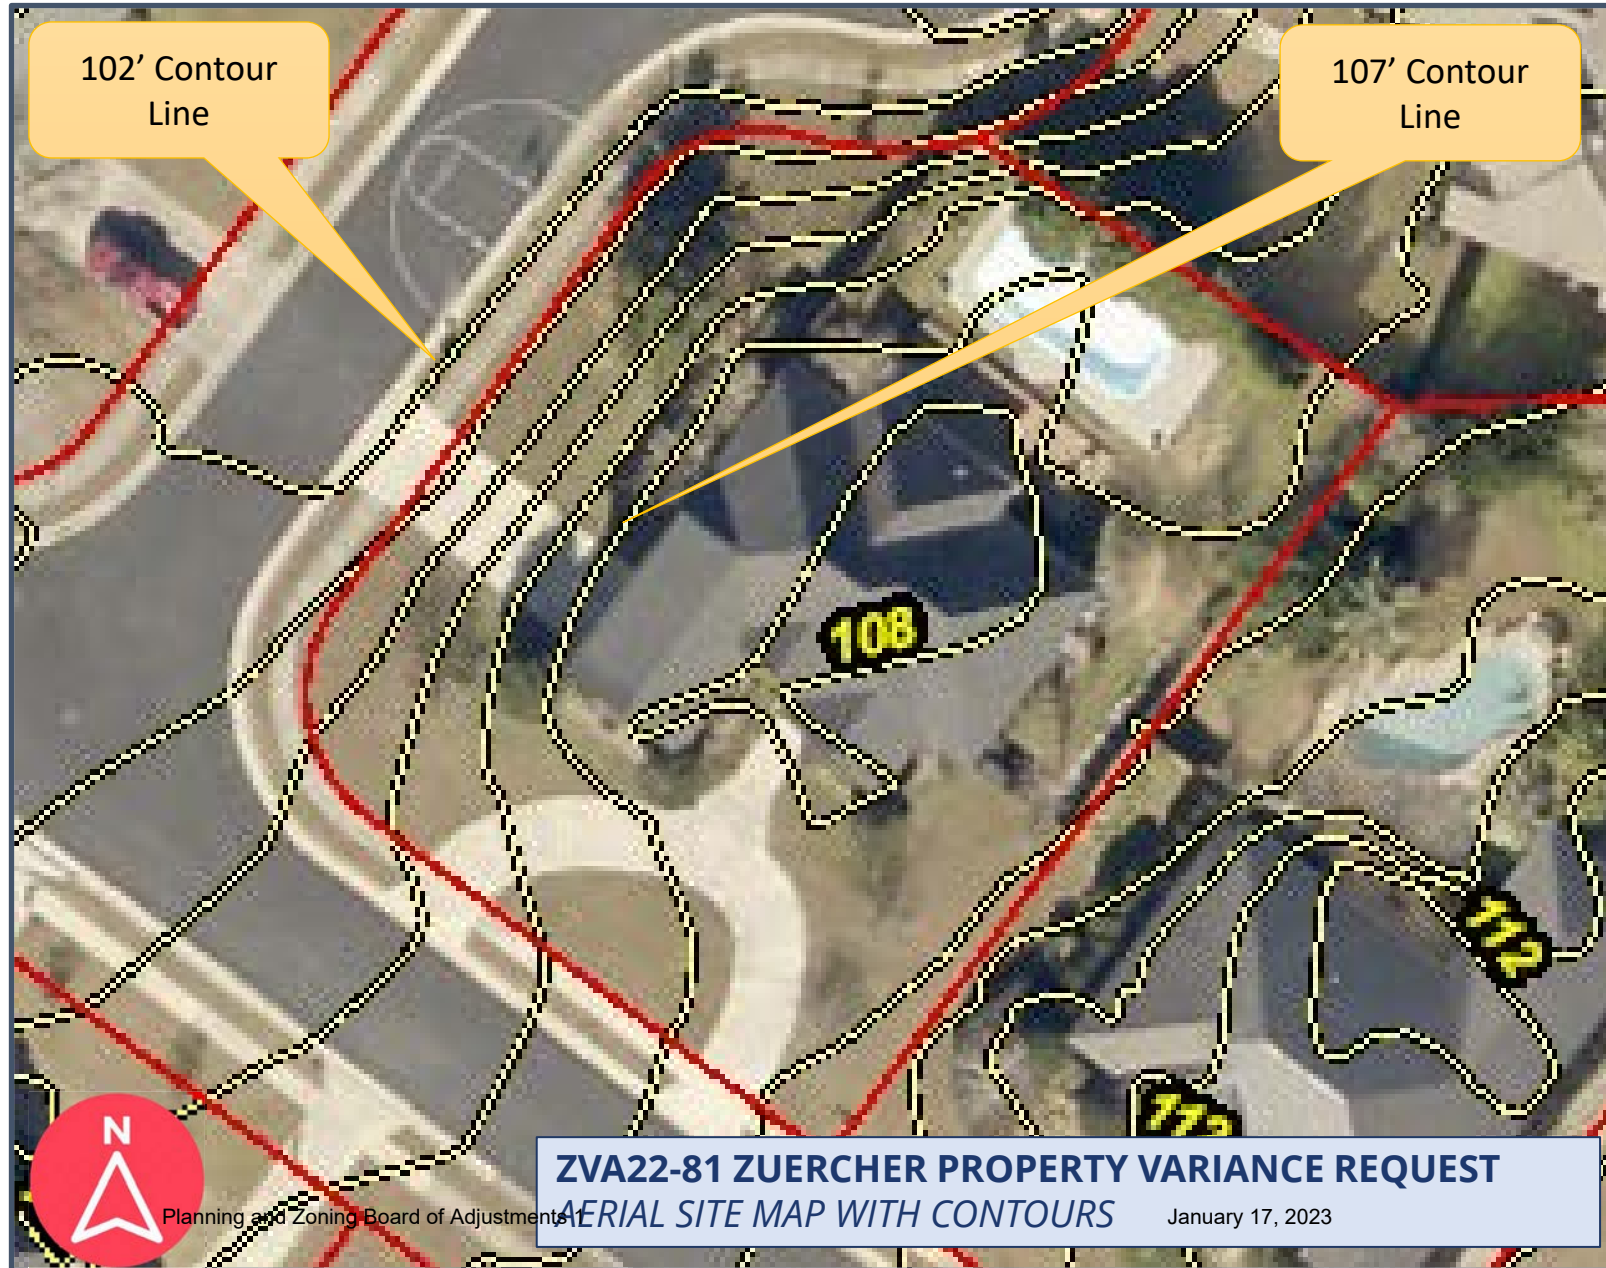 102’ Contour
Line
107’ Contour
Line
108
112
N
ZVA22-81 ZUERCHER PROPERTY VARIANCE REQUEST
AERIAL SITE MAP WITH CONTOURS
Planning and Zoning Board of Adjustments 1
January 17, 2023